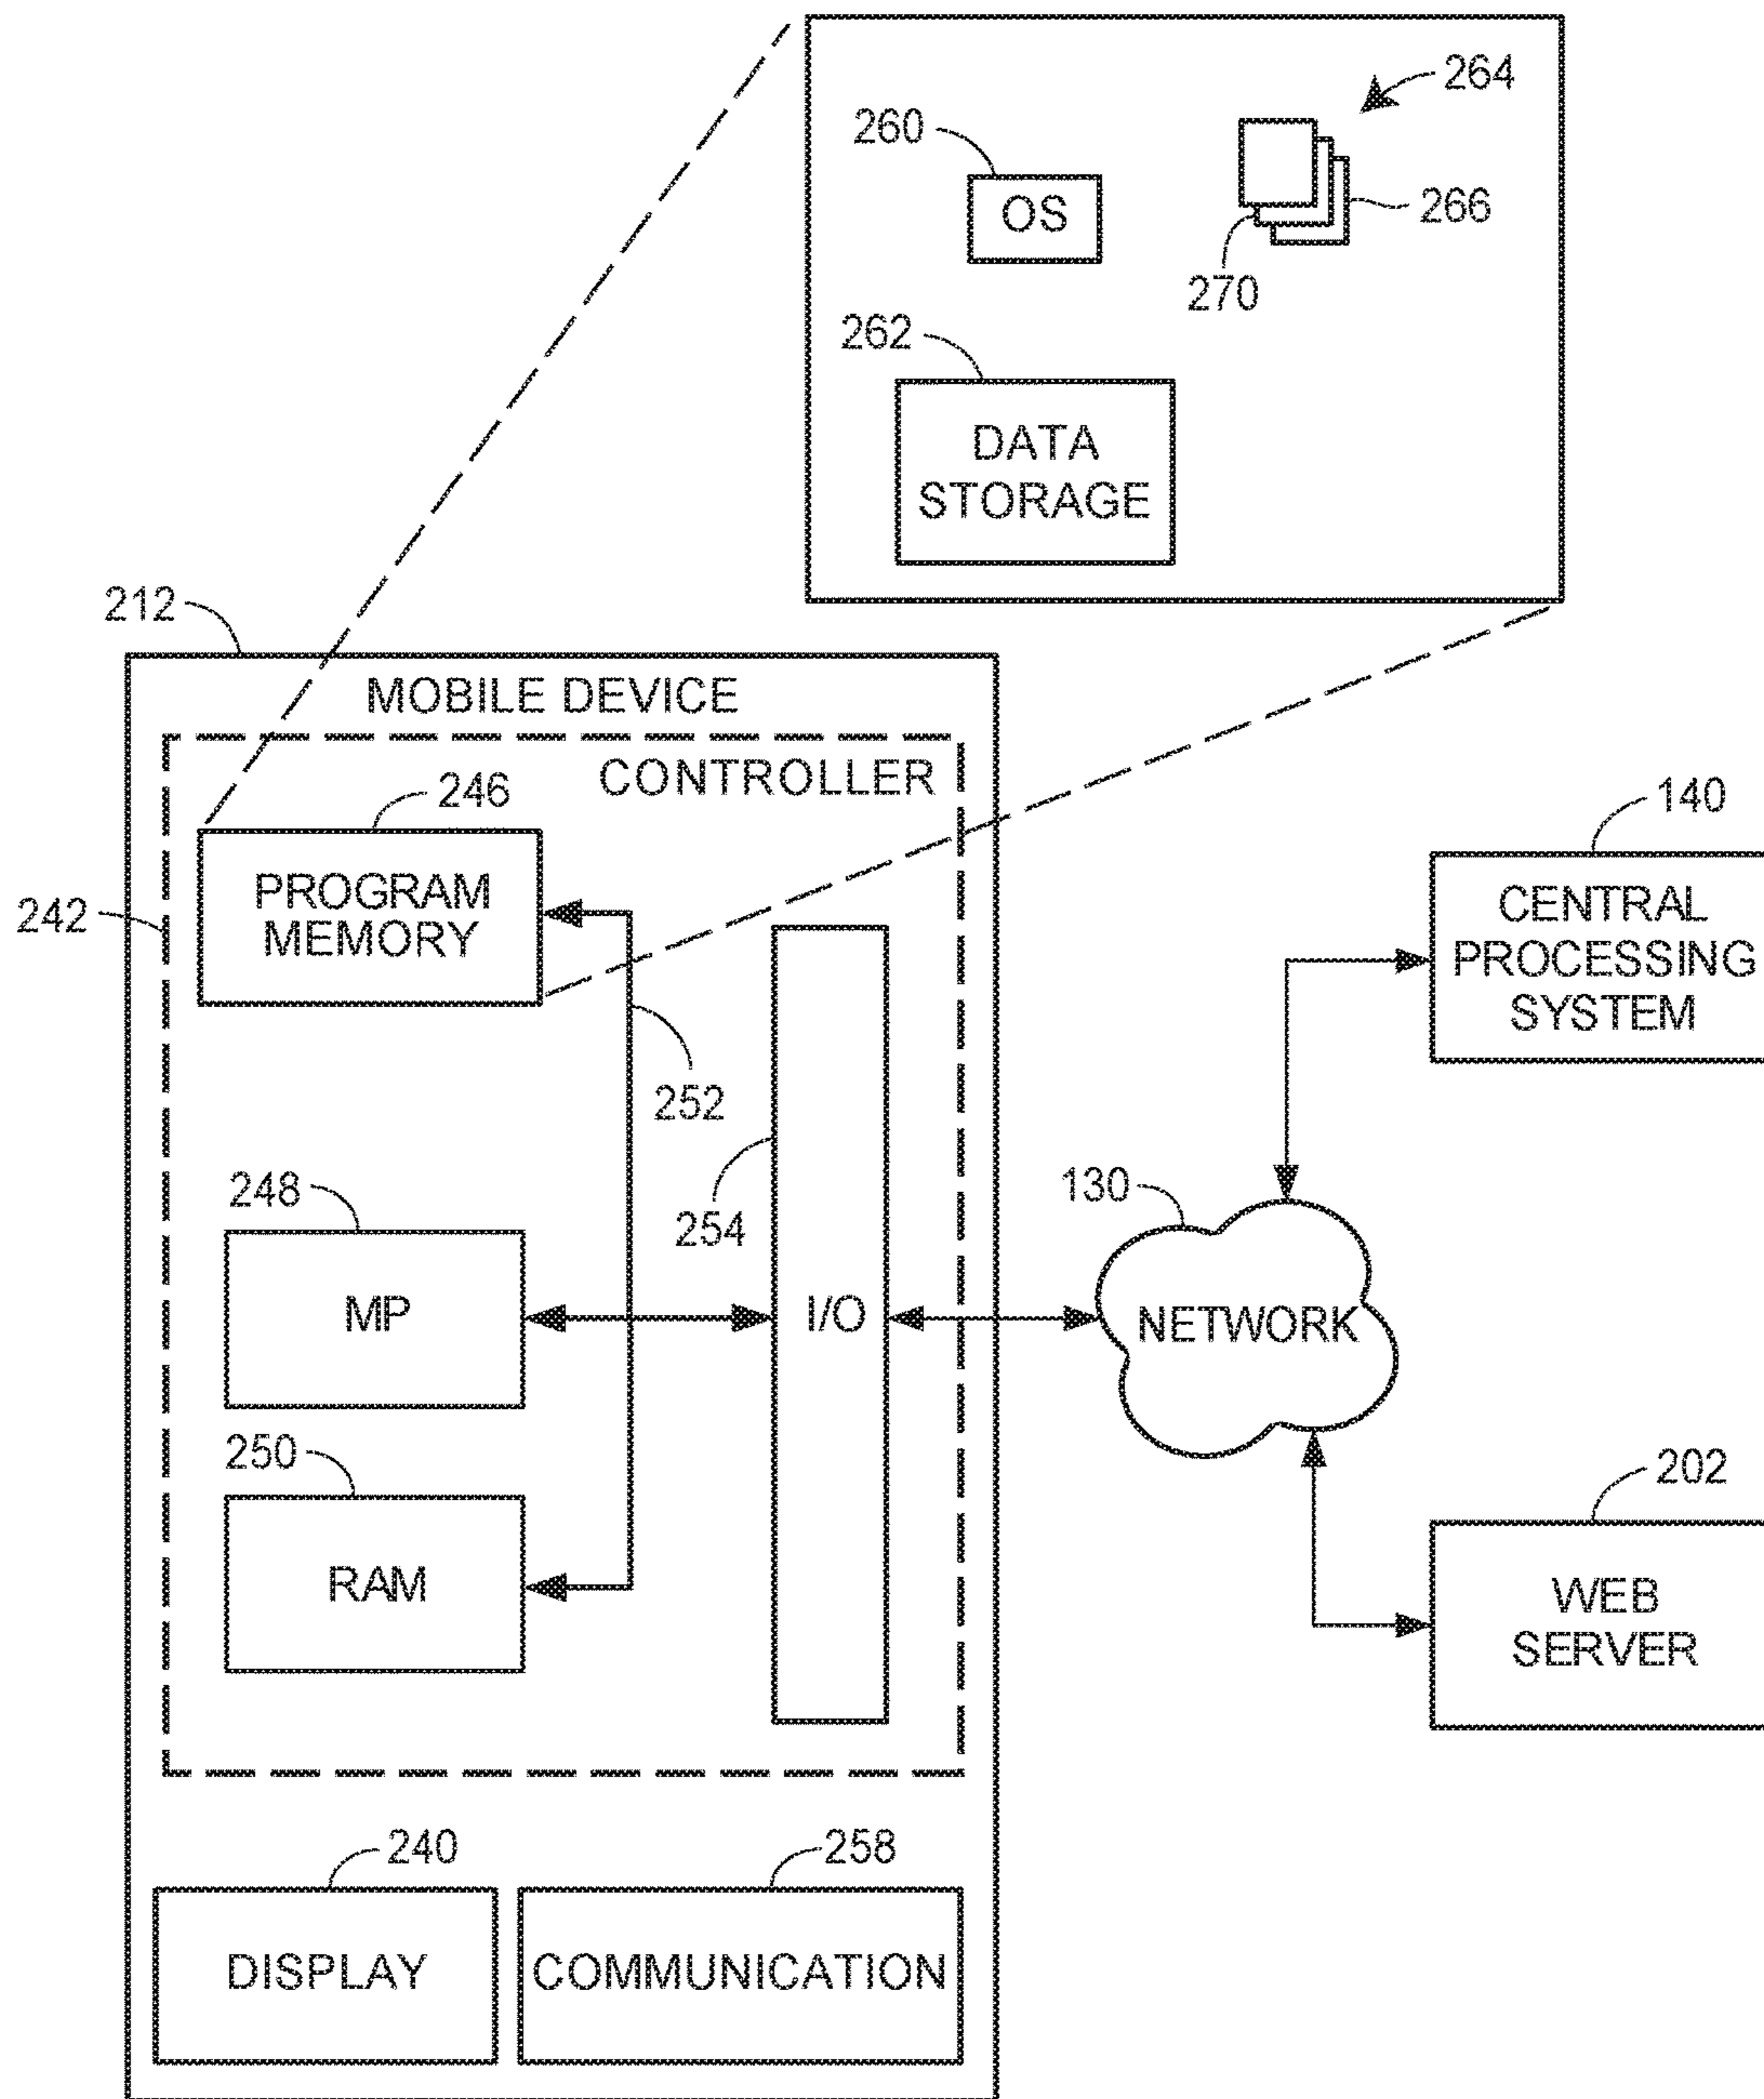 264
260
OS
266
270
262
DATA
STORAGE
212
MOBILE DEVICE
CONTROLLER
246
PROGRAM
MEMORY
242
140
CENTRAL
PROCESSING
SYSTEM
252
248
254
130
MP
I/O
NETWORK
250
RAM
202
WEB
SERVER
240
258
DISPLAY
COMMUNICATION